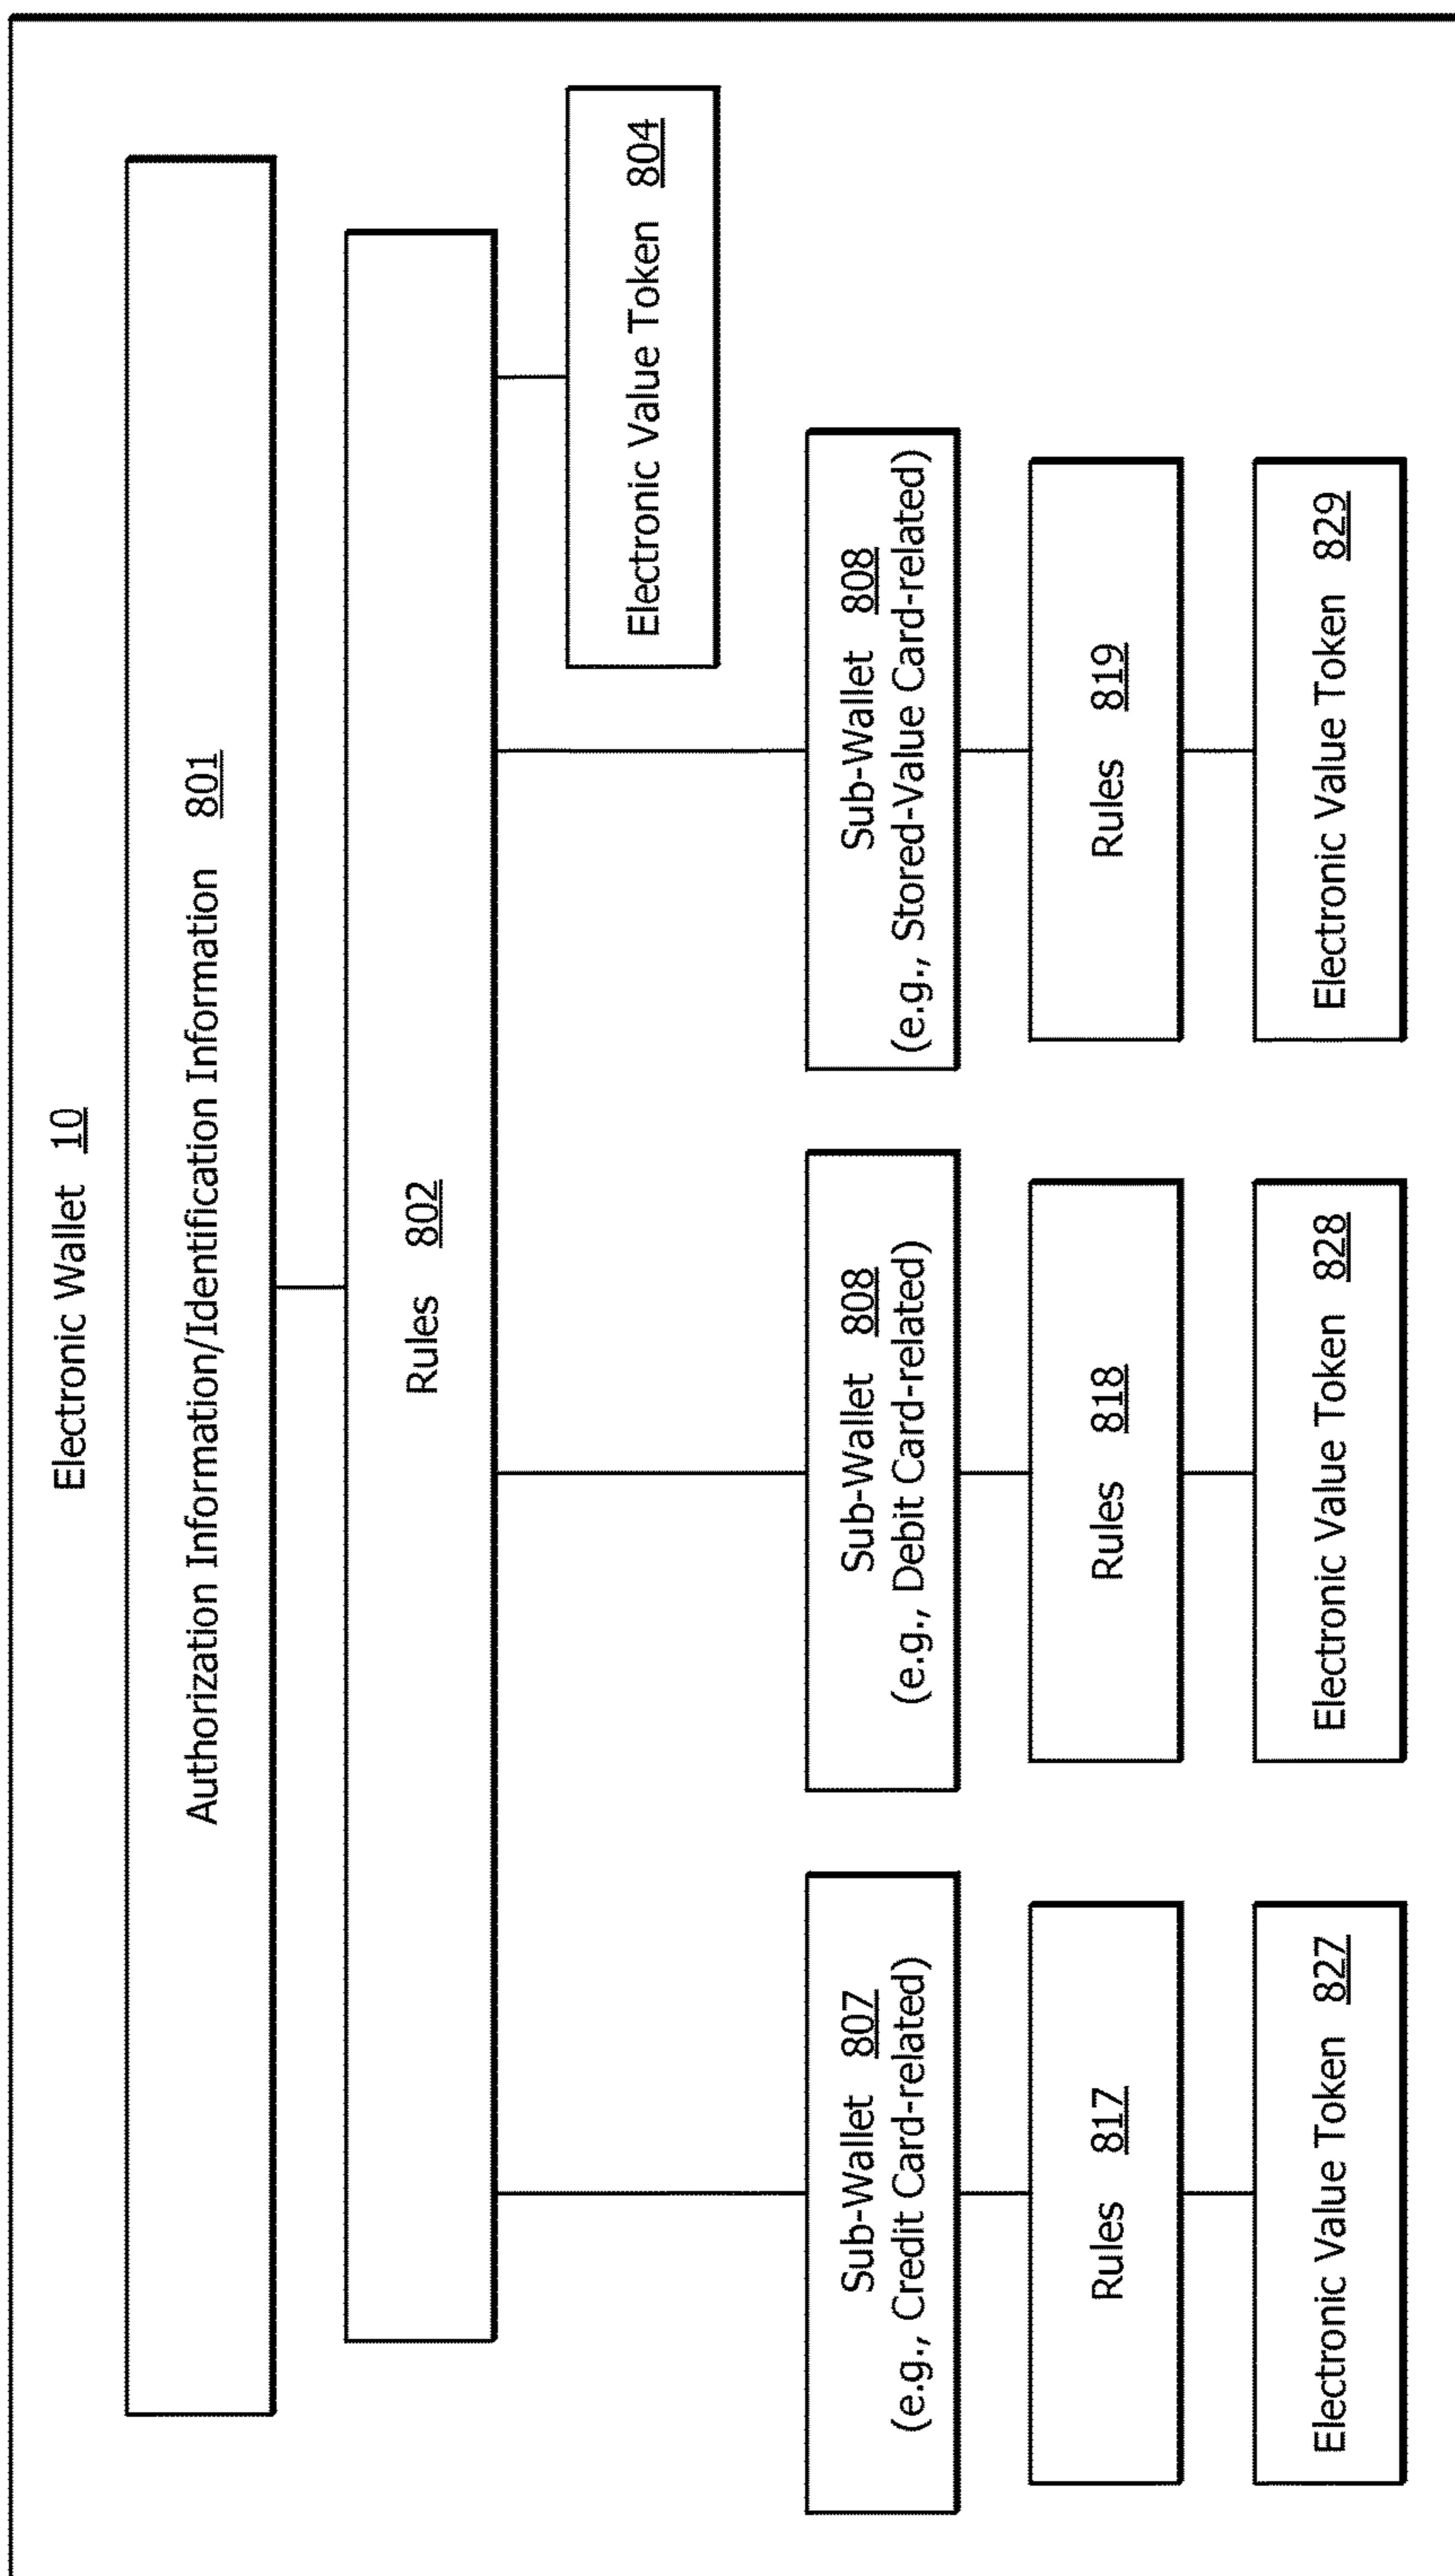 Electronic Wallet 10
Authorization Information/Identification Information 801
Rules 802
Electronic Value Token 804
Sub-Wallet 807
(e.g., Credit Card-related)
Sub-Wallet 808
(e.g., Debit Card-related)
Sub-Wallet 808
(e.g., Stored-Value Card-related)
Rules 817
Rules 818
Rules 819
Electronic Value Token 827
Electronic Value Token 828
Electronic Value Token 829